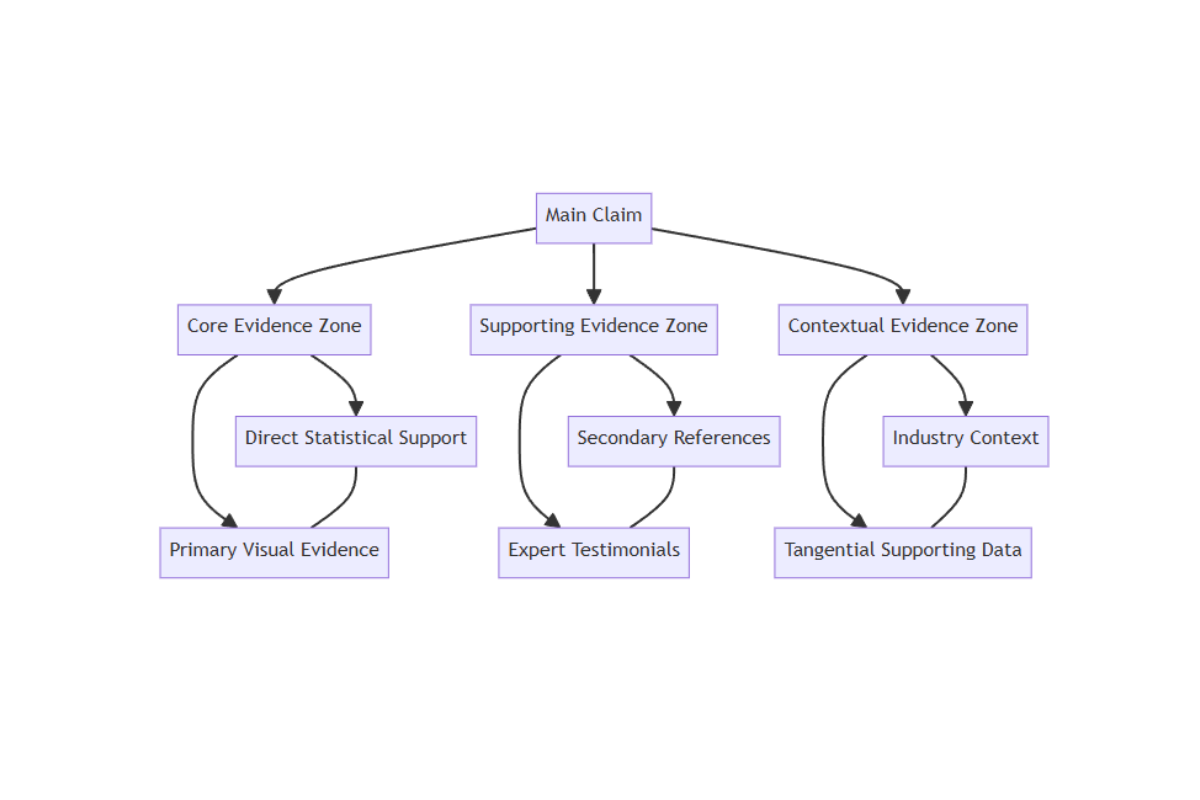 Main Claim
Core Evidence Zone
Supporting Evidence Zone
Contextual Evidence Zone
Direct Statistical Support
Secondary References
Industry Context
Primary Visual Evidence
Expert Testimonials
Tangential Supporting Data